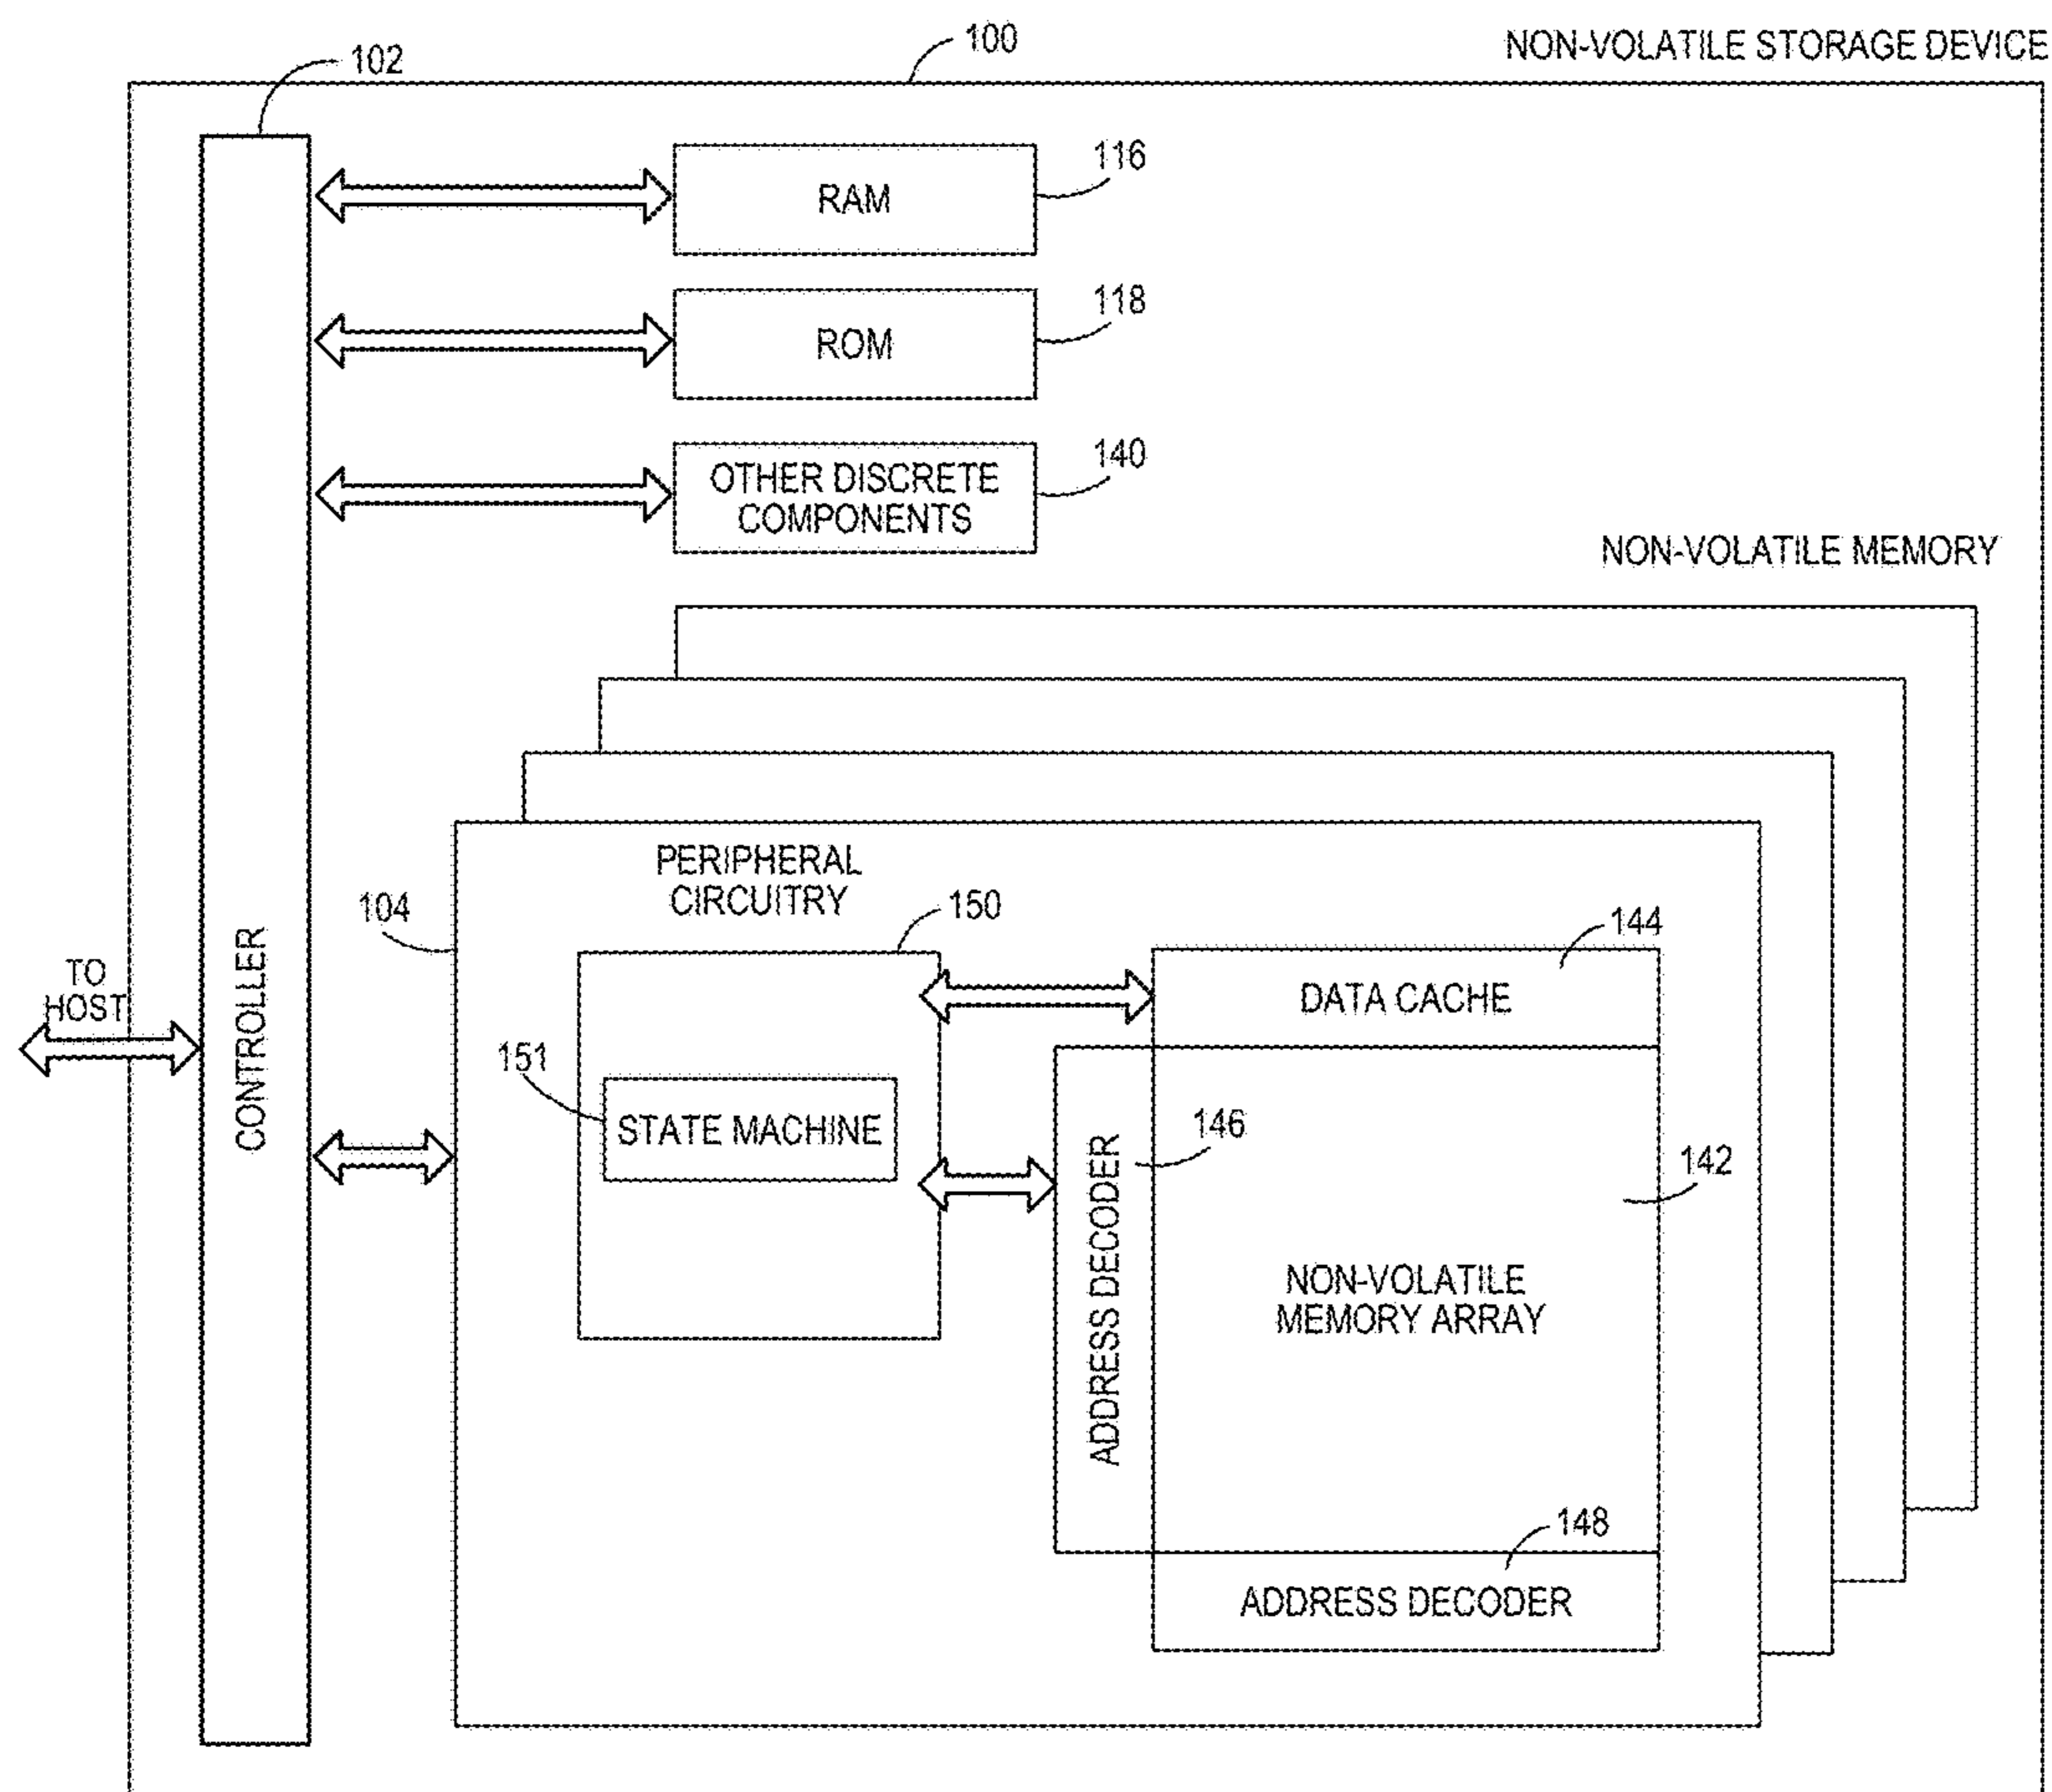 100
NON-VOLATILE STORAGE DEVICE
102
116
RAM
118
ROM
140
OTHER DISCRETE
COMPONENTS
NON-VOLATILE MEMORY
PERIPHERAL
CIRCUITRY
104
150
144
TO
HOST
CONTROLLER
DATA CACHE
151
STATE MACHINE
146
ADDRESS DECODER
142
NON-VOLATILE
MEMORY ARRAY
148
ADDRESS DECODER